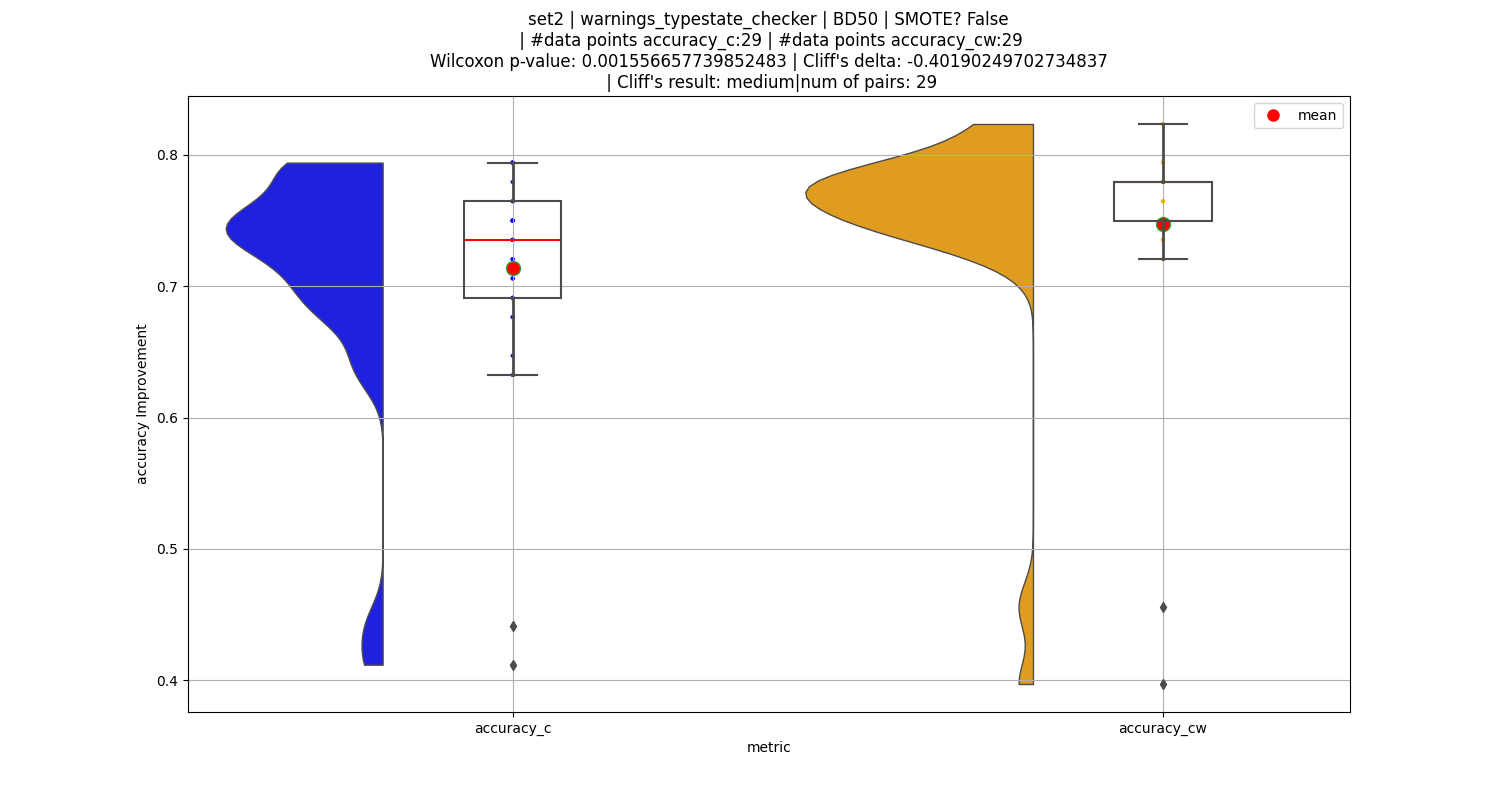 set2 | warnings_typestate_checker | BD50 | SMOTE? False
| #data points accuracy_c:29 | #data points accuracy_cw:29
Wilcoxon p-value: 0.0015566577398524​83 | Cliff's delta: -0.40190249702734837
| Cliff's result: medium|num of pairs: 29
mean
0.8
0.7
0.6
0.5
0.4
accuracy Improvement
accuracy_c
accuracy_cw
metric